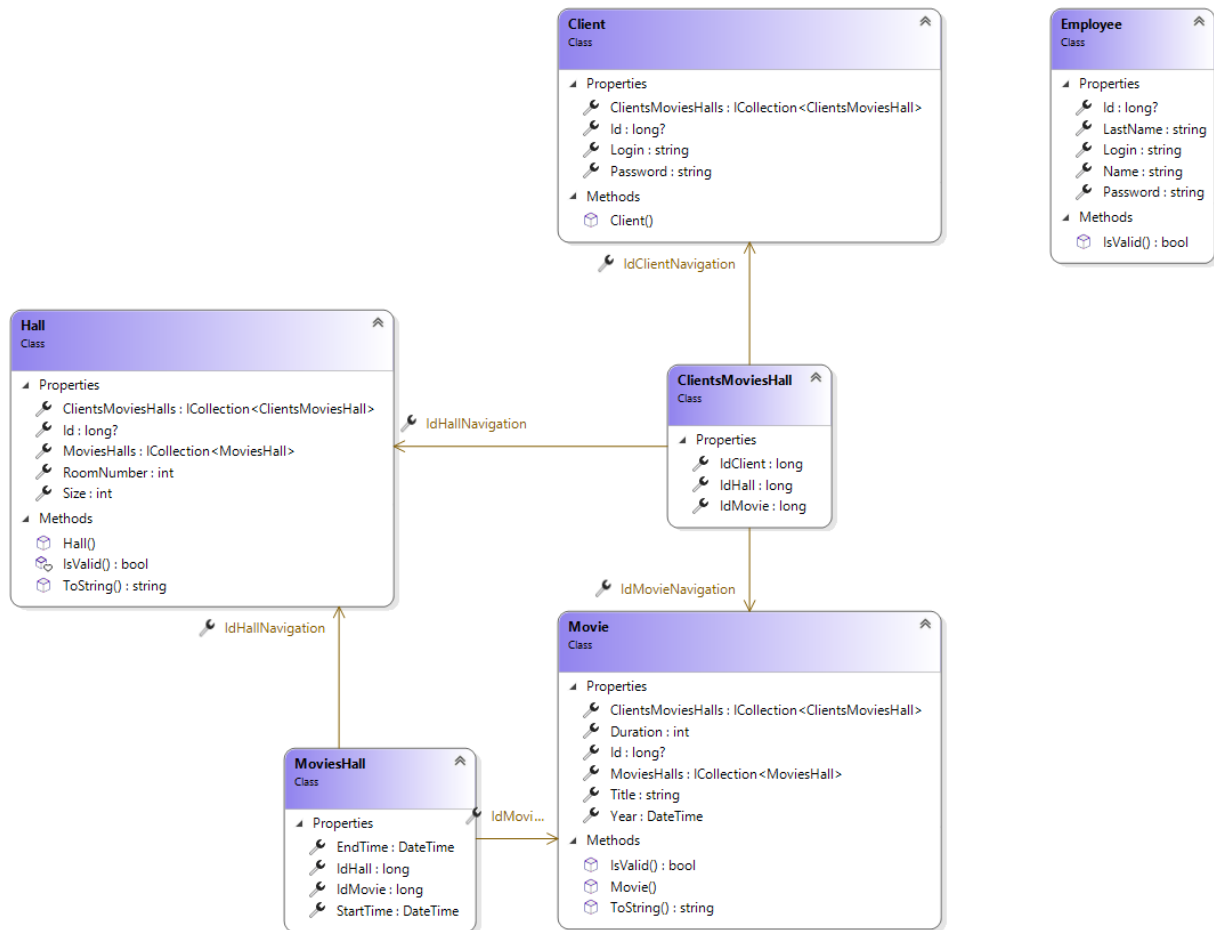 Client
Class
Properties
ClientsMoviesHalls : ICollection<ClientsMoviesHall>
Id : long?
Login : string
Password : string
Methods
Client()
Employee
Class
Properties
Id : long?
LastName : string
Login : string
Name : string
Password : string
Methods
IsValid() : bool
IdClientNavigation
Hall
Class
Properties
ClientsMoviesHalls : ICollection<ClientsMoviesHall>
Id : long?
MoviesHalls : ICollection<MoviesHall>
RoomNumber : int
Size : int
Methods
Hall()
IsValid() : bool
ToString() : string
IdHallNavigation
ClientsMoviesHall
Class
Properties
IdClient : long
IdHall : long
IdMovie : long
IdMovieNavigation
IdHallNavigation
Movie
Class
Properties
ClientsMoviesHalls : ICollection<ClientsMoviesHall>
Duration : int
Id : long?
MoviesHalls : ICollection<MoviesHall>
Title : string
Year : DateTime
Methods
IsValid() : bool
Movie()
ToString() : string
MoviesHall
Class
Properties
EndTime : DateTime
IdHall : long
IdMovie : long
StartTime : DateTime
IdMovi...